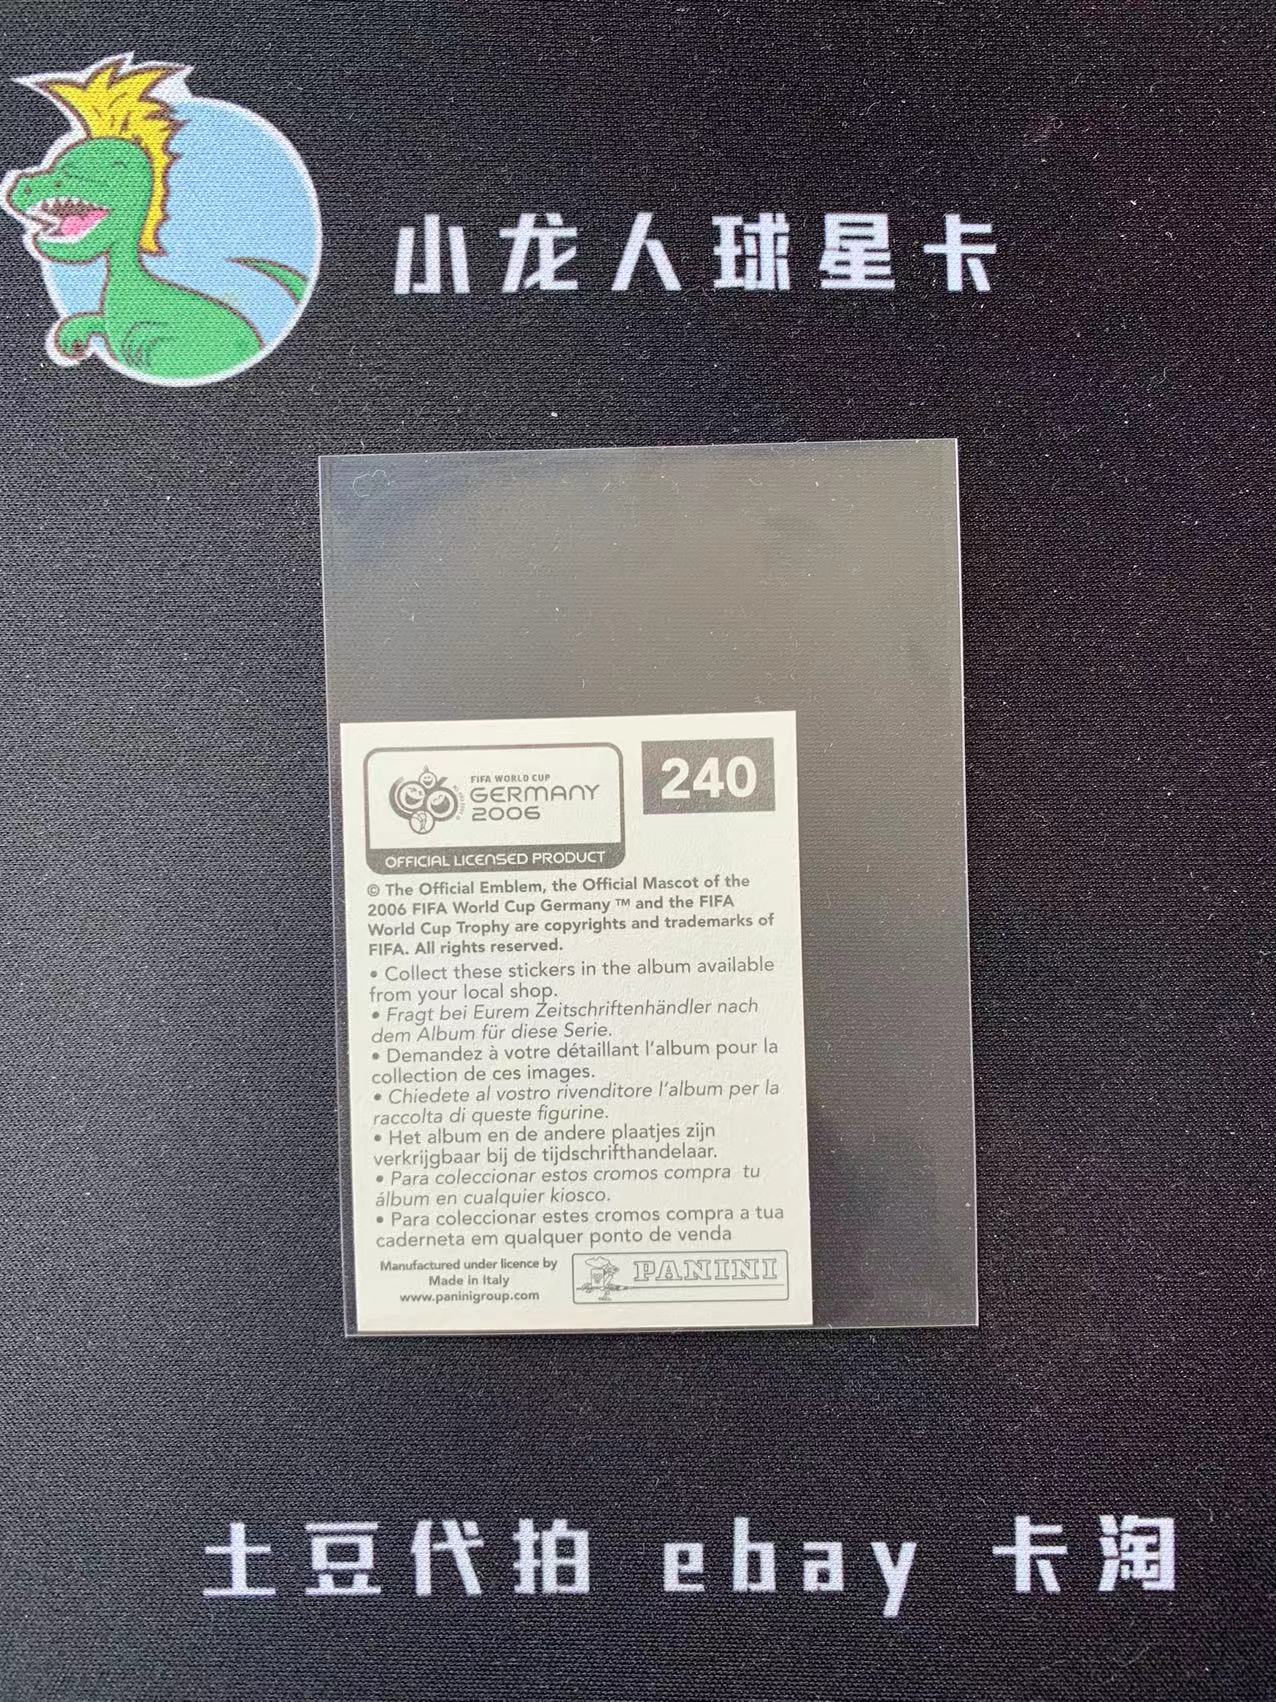 小龙人球星卡
FIFA WORLD CUP
GERMANY
2006
240
OFFICIAL LICENSED PRODUCT
© The Official Emblem, the Official Mascot of the
2006 FIFA World Cup Germany ™ and the FIFA
World Cup Trophy are copyrights and trademarks of
FIFA. All rights reserved.
• Collect these stickers in the album available
from your local shop.
• Fragt bei Eurem Zeitschriftenhändler nach
dem Album für diese Serie.
• Demandez à votre détaillant l'album pour la
collection de ces images.
• Chiedete al vostro rivenditore l'album per la
raccolta di queste figurine.
• Het album en de andere plaatjes zijn
verkrijgbaar bij de tijdschrifthandelaar.
• Para coleccionar estos cromos compra tu
álbum en cualquier kiosco.
• Para coleccionar estes cromos compra a tua
caderneta em qualquer ponto de venda
Manufactured under licence by
Made in Italy
www.paninigroup.com
PANINI
土豆代拍 ebay 卡淘